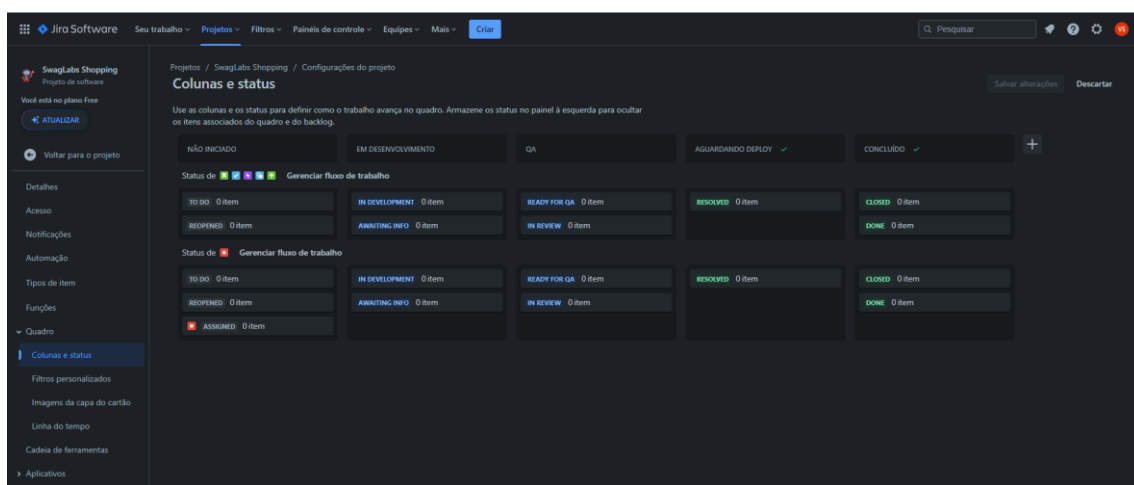 Jira Software Seu trabalho Projetos Filtros Painéis de controle Equipes Mais Criar Pesquisar VS
SwagLabs Shopping
Projeto de software
Você está no plano Free
ATUALIZAR
Voltar para o projeto
Detalhes
Acesso
Notificações
Automação
Tipos de item
Funções
Quadro
Colunas e status
Filtros personalizados
Imagens da capa do cartão
Linha do tempo
Cadeia de ferramentas
Aplicativos
Projetos / SwagLabs Shopping / Configurações do projeto
Colunas e status
Salvar alterações Descartar
Use as colunas e os status para definir como o trabalho avança no quadro. Armazene os status no painel à esquerda para ocultar
os itens associados do quadro e do backlog.
NÃO INICIADO EM DESENVOLVIMENTO QA AGUARDANDO DEPLOY CONCLUÍDO
Status de Gerenciar fluxo de trabalho
TO DO 0 item IN DEVELOPMENT 0 item READY FOR QA 0 item RESOLVED 0 item CLOSED 0 item
REOPENED 0 item AWAITING INFO 0 item IN REVIEW 0 item DONE 0 item
Status de Gerenciar fluxo de trabalho
TO DO 0 item IN DEVELOPMENT 0 item READY FOR QA 0 item RESOLVED 0 item CLOSED 0 item
REOPENED 0 item AWAITING INFO 0 item IN REVIEW 0 item DONE 0 item
ASSIGNED 0 item